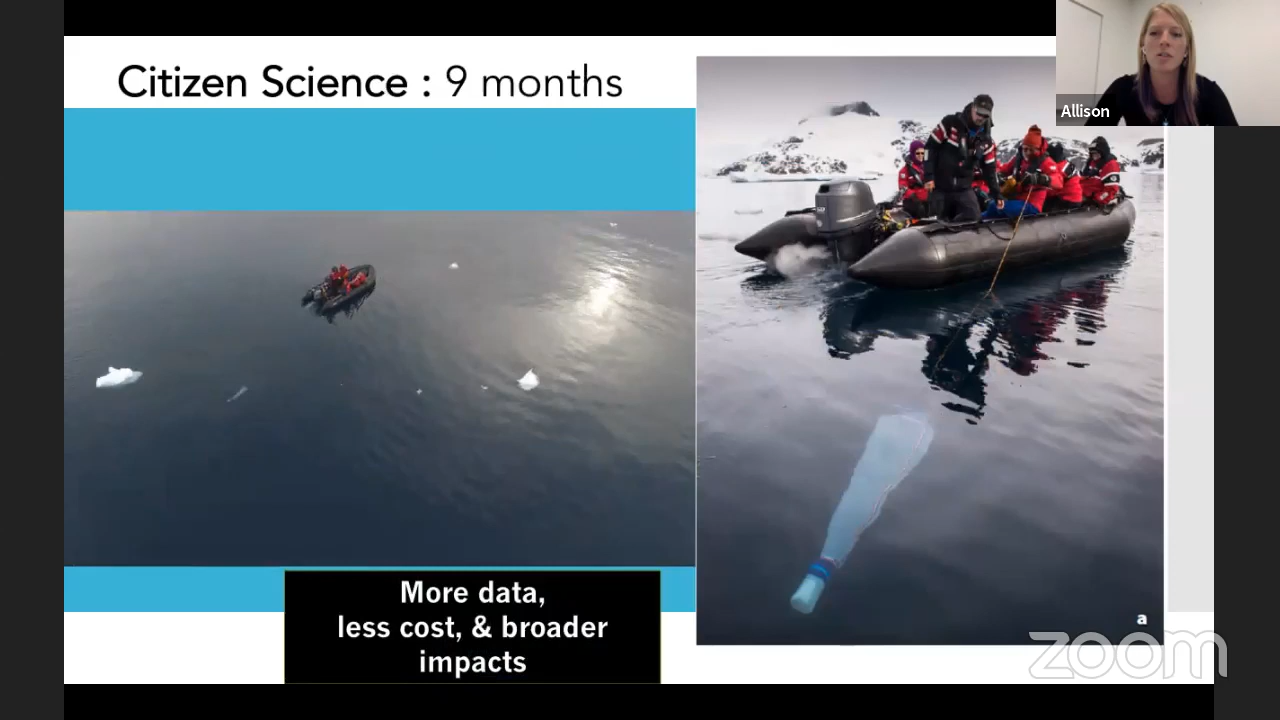 Citizen Science : 9 months
Allison
More data,
less cost, & broader
impacts
a
zoom